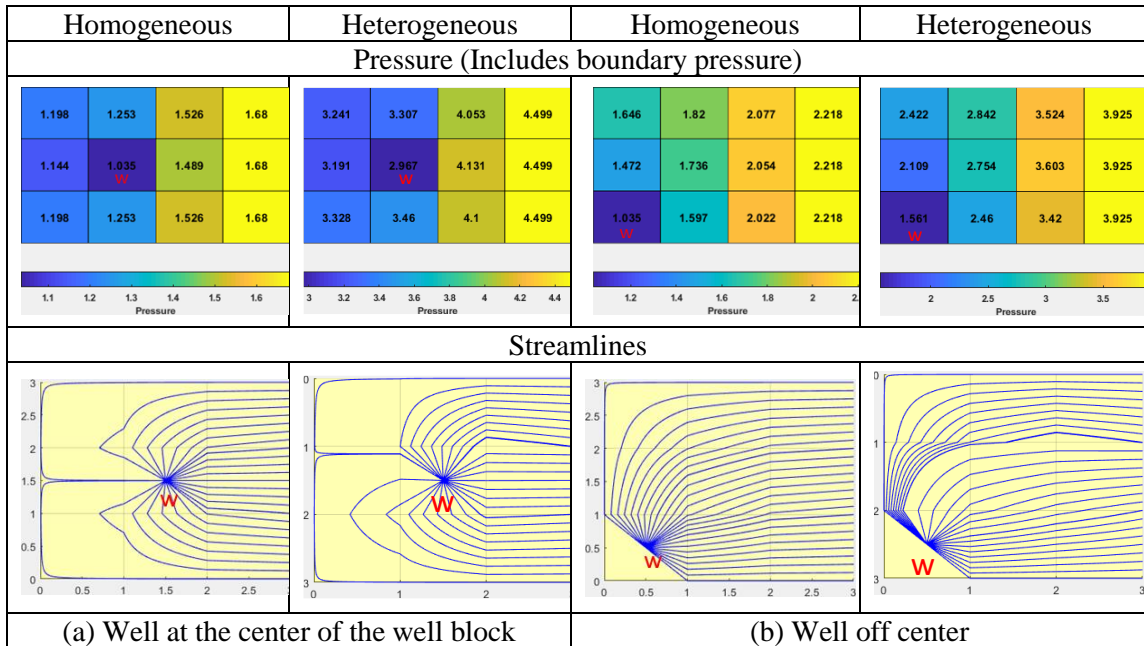 Homogeneous Heterogeneous Homogeneous Heterogeneous
Pressure (Includes boundary pressure)
1.198 1.253 1.526 1.68 3.241 3.307 4.053 4.499 1.646 1.82 2.077 2.218 2.422 2.842 3.524 3.925
1.144 1.035 1.489 1.68 3.191 2.967 4.131 4.499 1.472 1.736 2.054 2.218 2.109 2.754 3.603 3.925
W W
1.198 1.253 1.526 1.68 3.328 3.46 4.1 4.499 1.035 1.597 2.022 2.218 1.561 2.46 3.42 3.925
W W
1.1 1.2 1.3 1.4 1.5 1.6 3 3.2 3.4 3.6 3.8 4 4.2 4.4 1.2 1.4 1.6 1.8 2 2. 2 2.5 3 3.5
Pressure Pressure Pressure Pressure
Streamlines
3 0 3 0
2.5 2.5
2 1 2 1
1.5 1.5
W W
1 2 1 2
0.5 0.5
W W
0 3 0 3
0 0.5 1 1.5 2 2.5 0 1 2 0 0.5 1 1.5 2 2.5 3 0 0.5 1 1.5 2 2.5 3
(a) Well at the center of the well block (b) Well off center